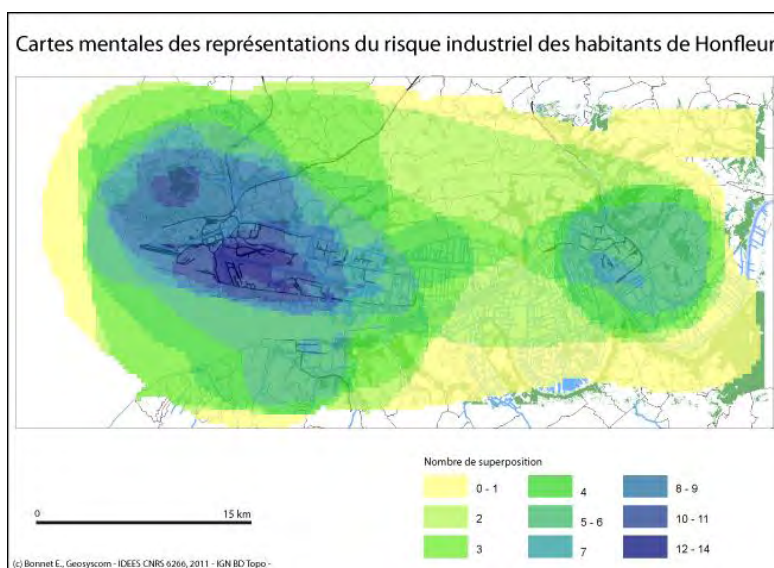 Cartes mentales des représentations du risque industriel des habitants de Honfleur
Nombre de superposition
0 - 1
4
8 - 9
2
5 - 6
10 - 11
3
7
12 - 14
0
15 km
(c) Bonnet E., Geosyscom - IDEES CNRS 6266, 2011 - IGN BD Topo -